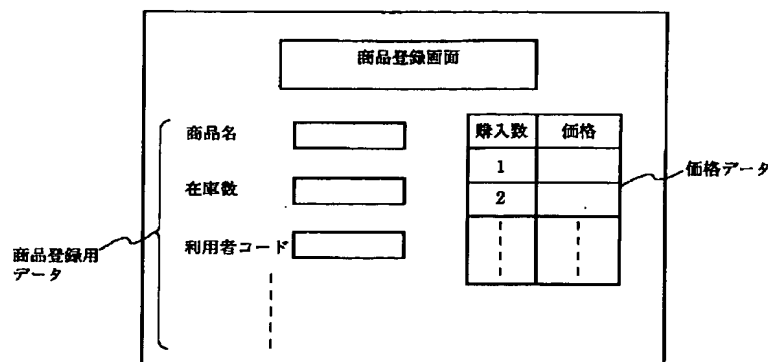 商品登録画面
商品名
在庫数
利用者コード
商品登録用
データ
購入数 価格
1
2
価格データ